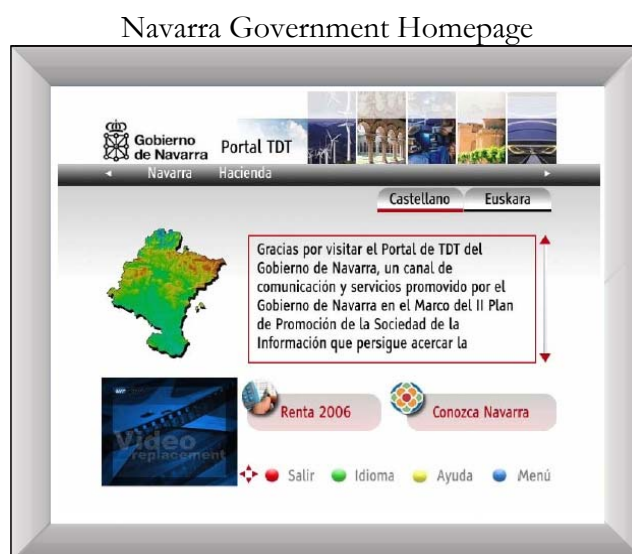 Navarra Government Homepage
Gobierno
de Navarra
Portal TDT
Navarra Hacienda
Castellano Euskara
Gracias por visitar el Portal de TDT del
Gobierno de Navarra, un canal de
comunicación y servicios promovido por el
Gobierno de Navarra en el Marco del II Plan
de Promoción de la Sociedad de la
Información que persigue acercar la
Video
replacement
Renta 2006 Conozca Navarra
Salir Idioma Ayuda Menú